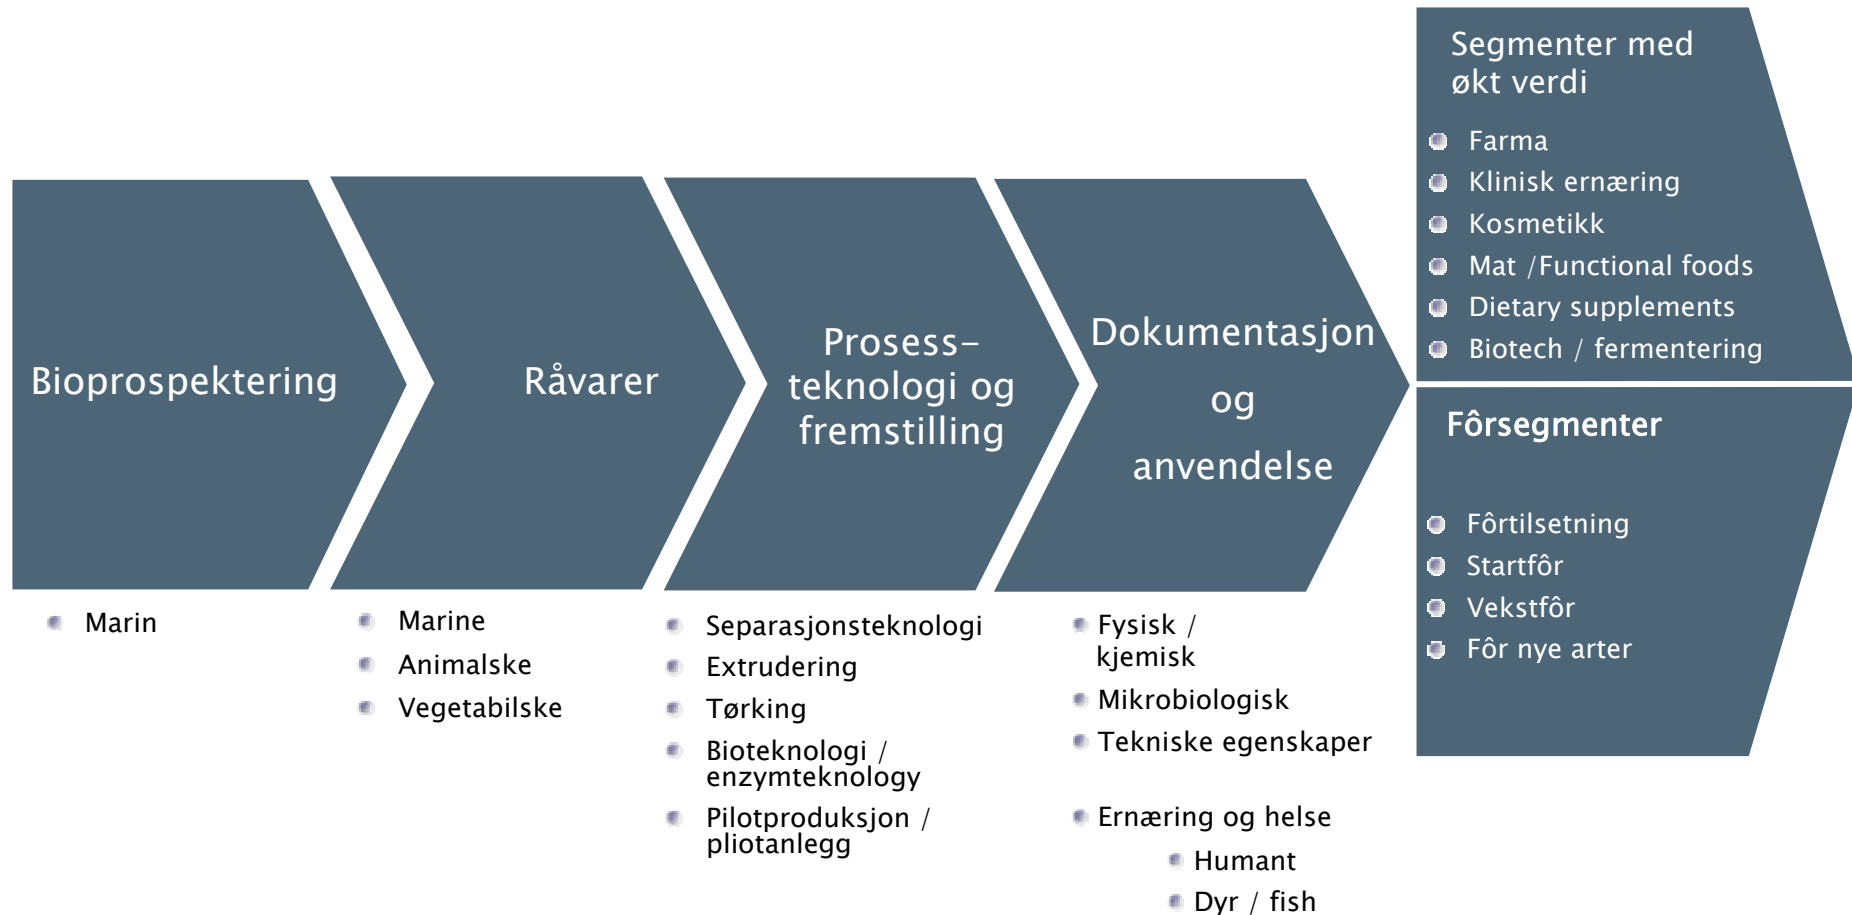 Bioprospektering
Marin
Råvarer
Marine
Animalske
Vegetabilske
Prosess-
teknologi og
fremstilling
Separasjonsteknologi
Extrudering
Tørking
Bioteknologi /
enzymteknology
Pilotproduksjon /
pliotanlegg
Dokumentasjon
og
anvendelse
Fysisk /
kjemisk
Mikrobiologisk
Tekniske egenskaper
Ernæring og helse
Humant
Dyr / fish
Segmenter med
økt verdi
Farma
Klinisk ernæring
Kosmetikk
Mat /Functional foods
Dietary supplements
Biotech / fermentering
Fôrsegmenter
Fôrtilsetning
Startfôr
Vekstfôr
Fôr nye arter